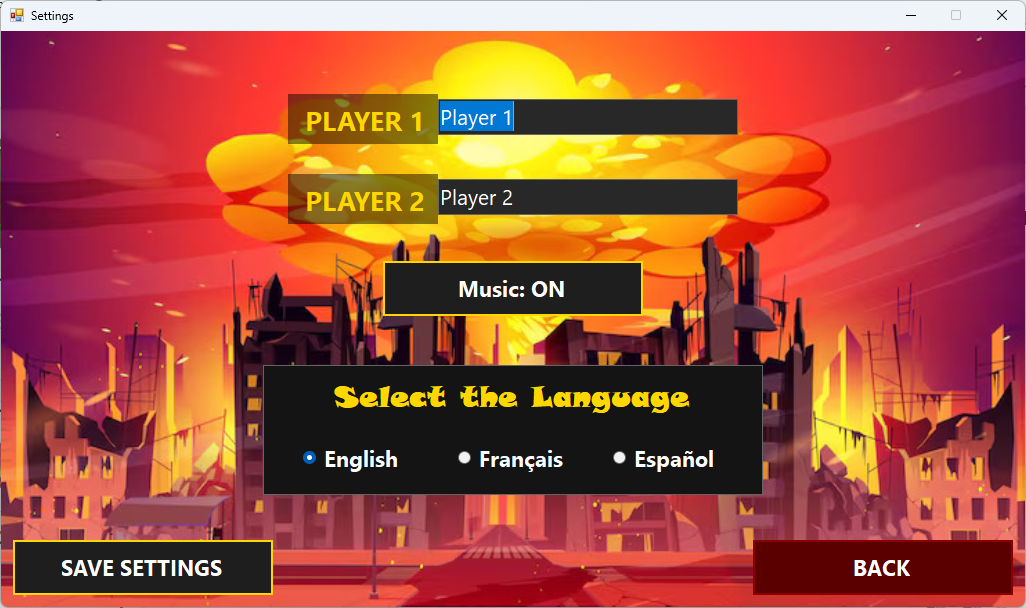 Settings
PLAYER 1 Player 1
PLAYER 2 Player 2
Music: ON
Select the Language
English Français Español
SAVE SETTINGS BACK